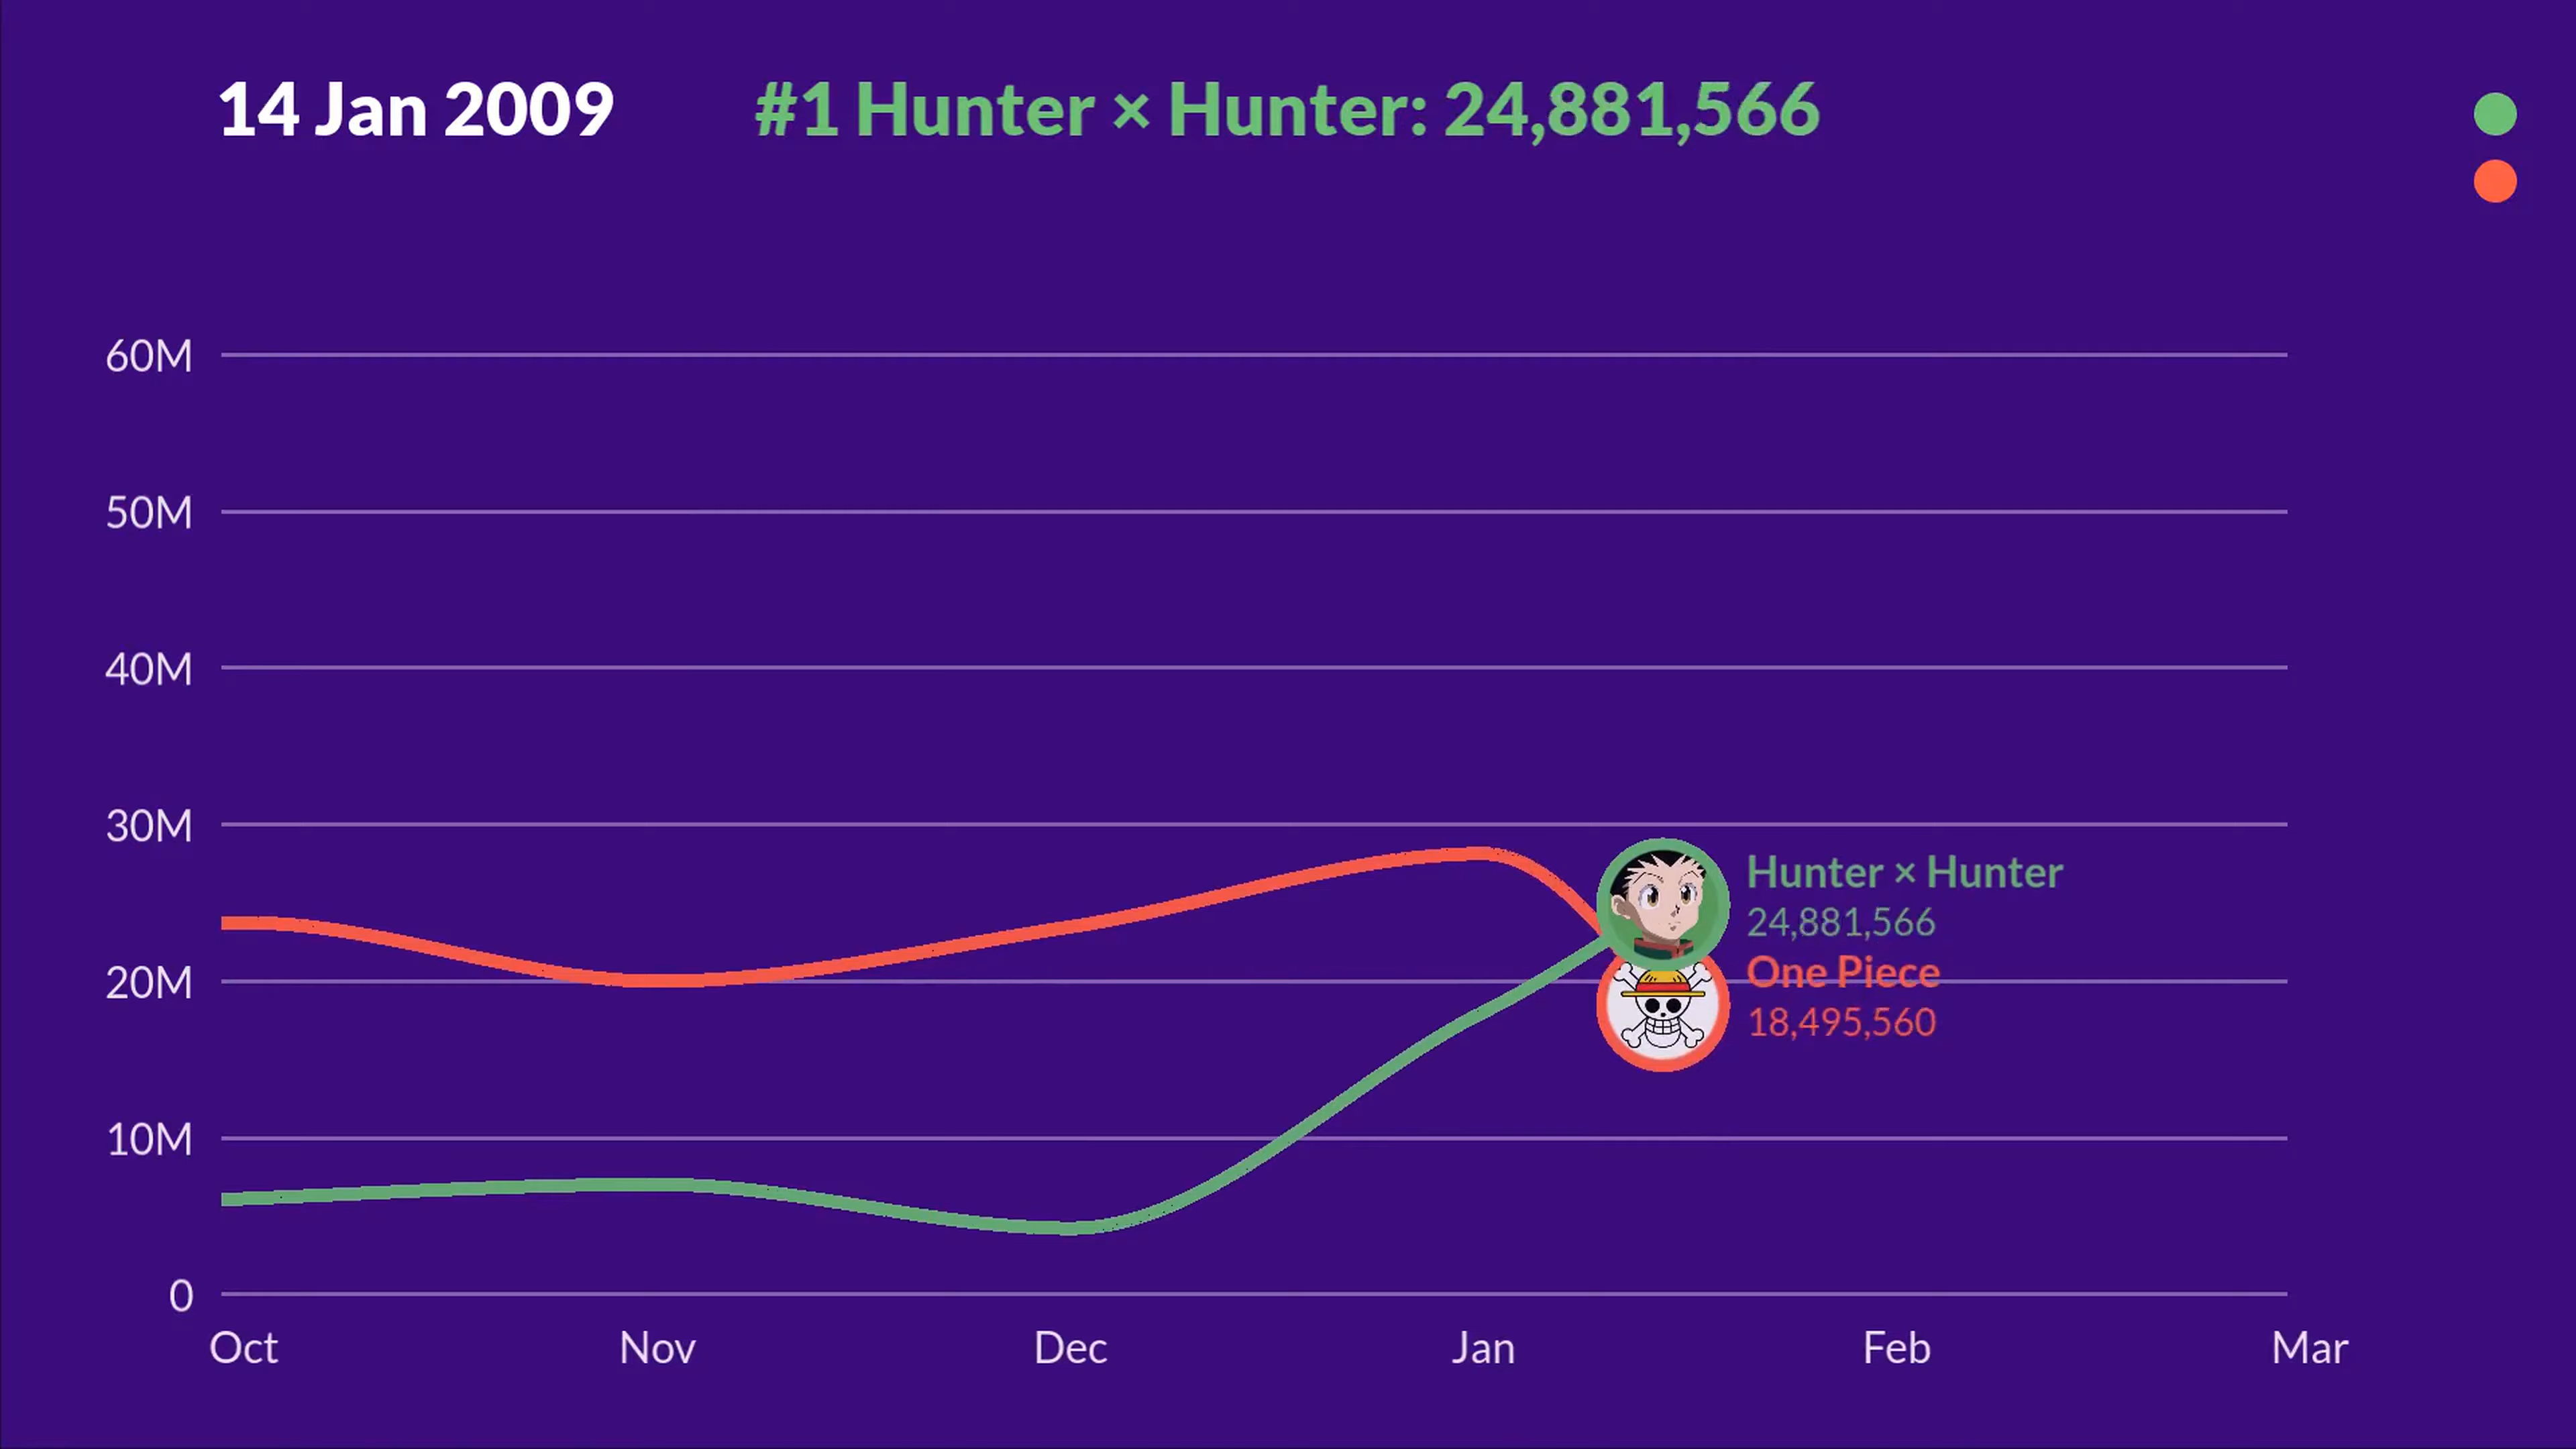 14 Jan 2009
#1 Hunter × Hunter: 24,881,566
60M
50M
40M
30M
20M
10M
0
Hunter × Hunter
24,881,566
One Piece
18,495,560
Oct Nov Dec Jan Feb Mar